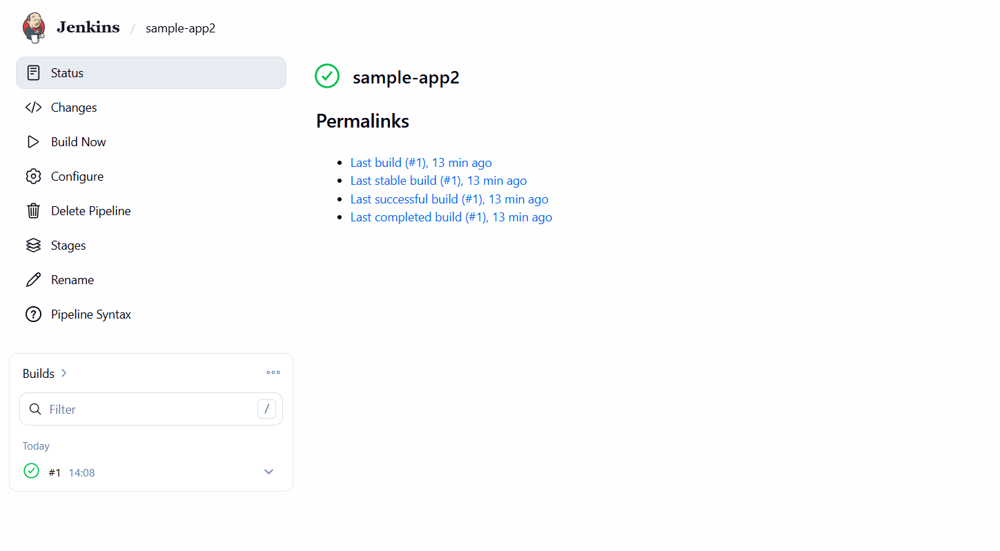 Jenkins / sample-app2
Status
Changes
Build Now
Configure
Delete Pipeline
Stages
Rename
Pipeline Syntax
Builds
Filter /
Today
#1 14:08
sample-app2
Permalinks
Last build (#1), 13 min ago
Last stable build (#1), 13 min ago
Last successful build (#1), 13 min ago
Last completed build (#1), 13 min ago